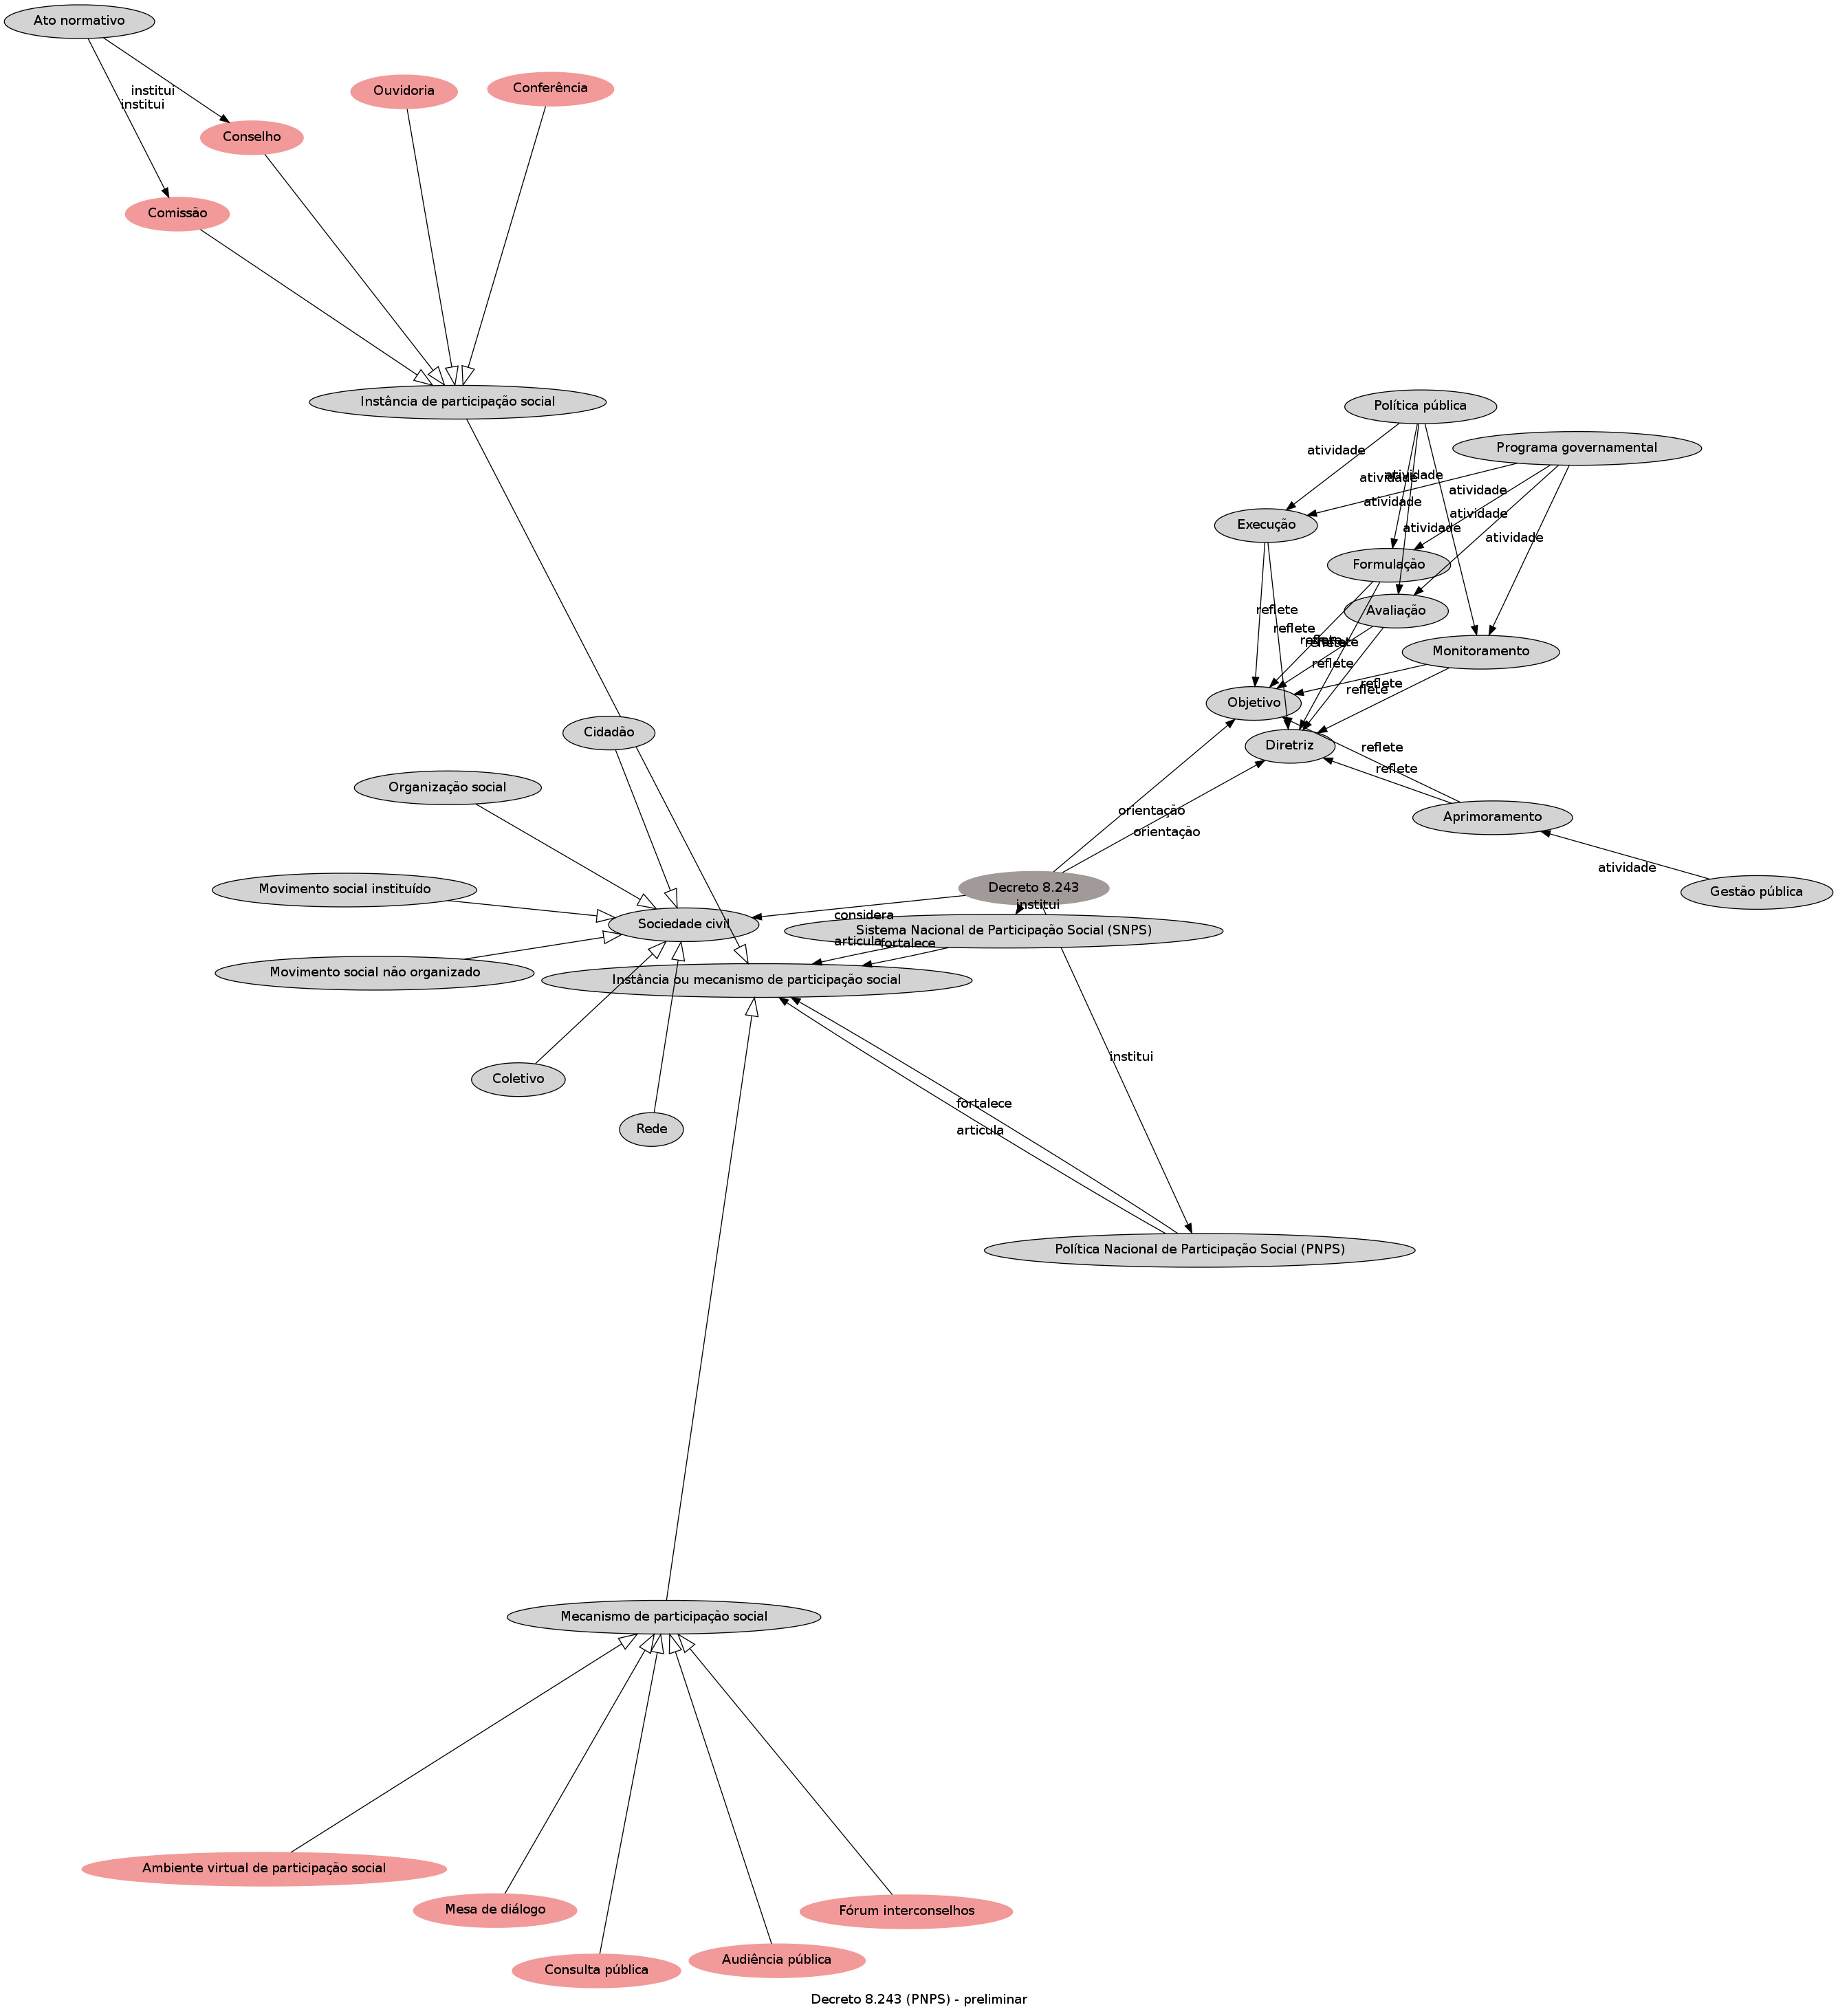 Ato normativo
institui
institui
Ouvidoria
Conferência
Conselho
Comissão
Instância de participação social
Política pública
Programa governamental
atividade
atividade
atividade
atividade
atividade
atividade
atividade
atividade
Execução
Formulação
Avaliação
Monitoramento
reflete
reflete
reflete
reflete
reflete
reflete
reflete
reflete
Objetivo
Diretriz
Cidadão
reflete
reflete
Organização social
orientação
orientação
Aprimoramento
atividade
Gestão pública
Movimento social instituído
Decreto 8.243
institui
considera
Sociedade civil
Sistema Nacional de Participação Social (SNPS)
articula
fortalece
Movimento social não organizado
Instância ou mecanismo de participação social
institui
Coletivo
Rede
fortalece
articula
Política Nacional de Participação Social (PNPS)
Mecanismo de participação social
Ambiente virtual de participação social
Mesa de diálogo
Fórum interconselhos
Consulta pública
Audiência pública
Decreto 8.243 (PNPS) - preliminar